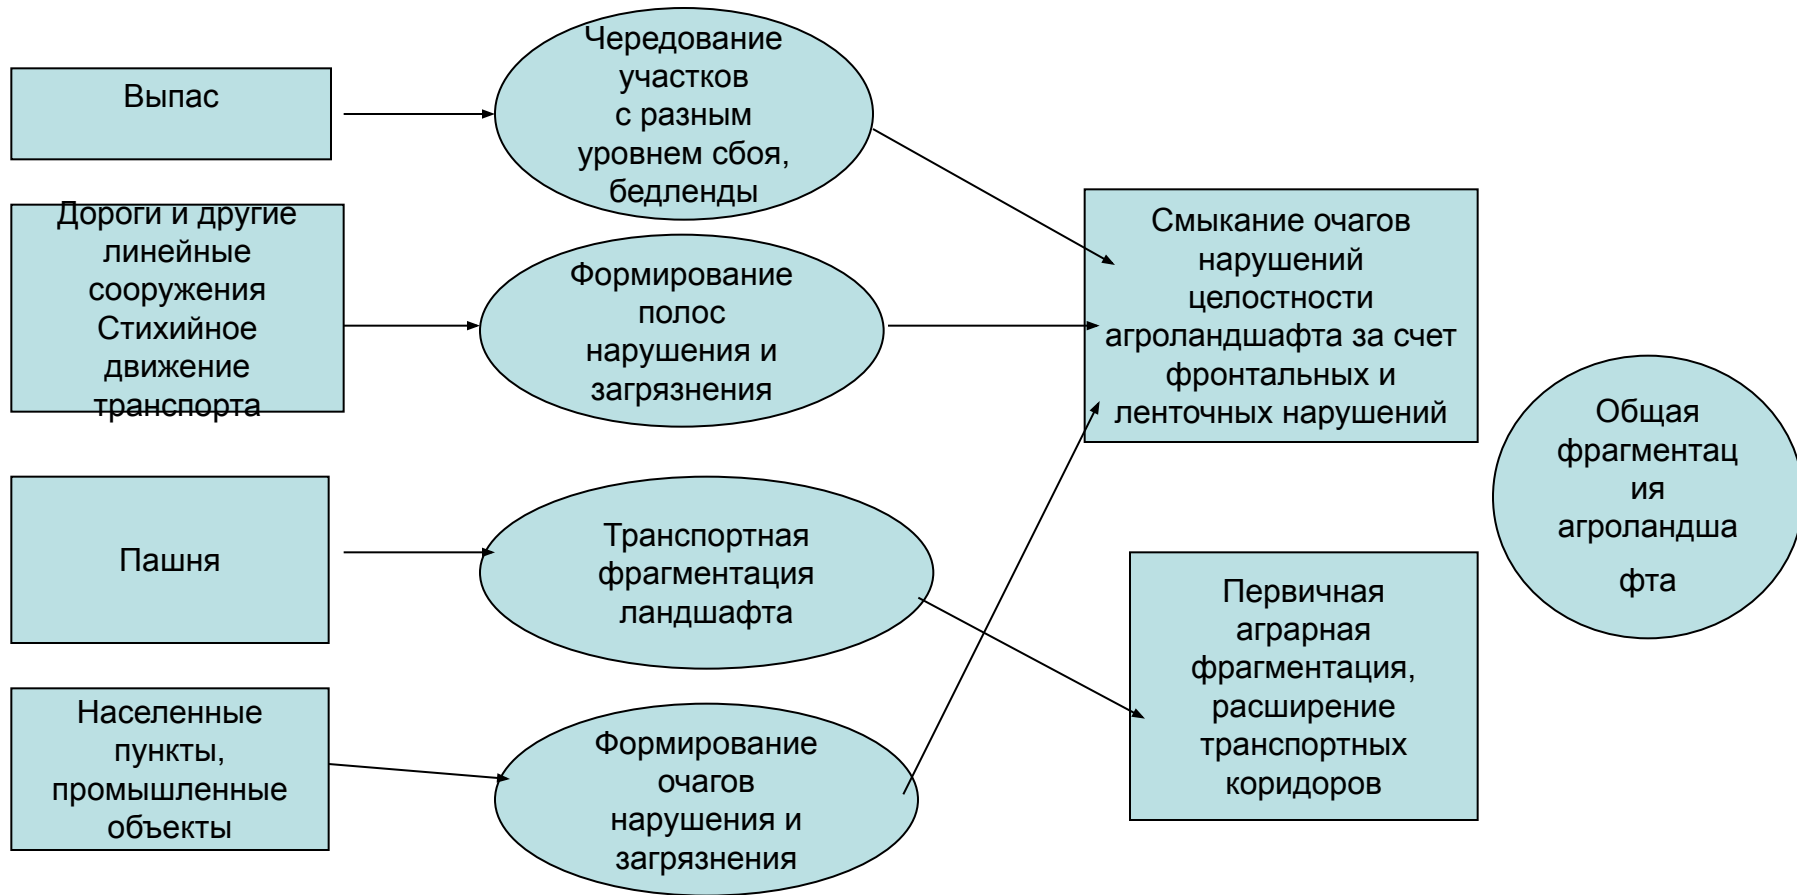 Выпас
Чередование
участков
с разным
уровнем сбоя,
бедленды
Дороги и другие
линейные
сооружения
Стихийное
движение
транспорта
Формирование
полос
нарушения и
загрязнения
Смыкание очагов
нарушений
целостности
агроландшафта за счет
фронтальных и
ленточных нарушений
Пашня
Транспортная
фрагментация
ландшафта
Общая
фрагментац
ия
агроландша
фта
Первичная
аграрная
фрагментация,
расширение
транспортных
коридоров
Населенные
пункты,
промышленные
объекты
Формирование
очагов
нарушения и
загрязнения